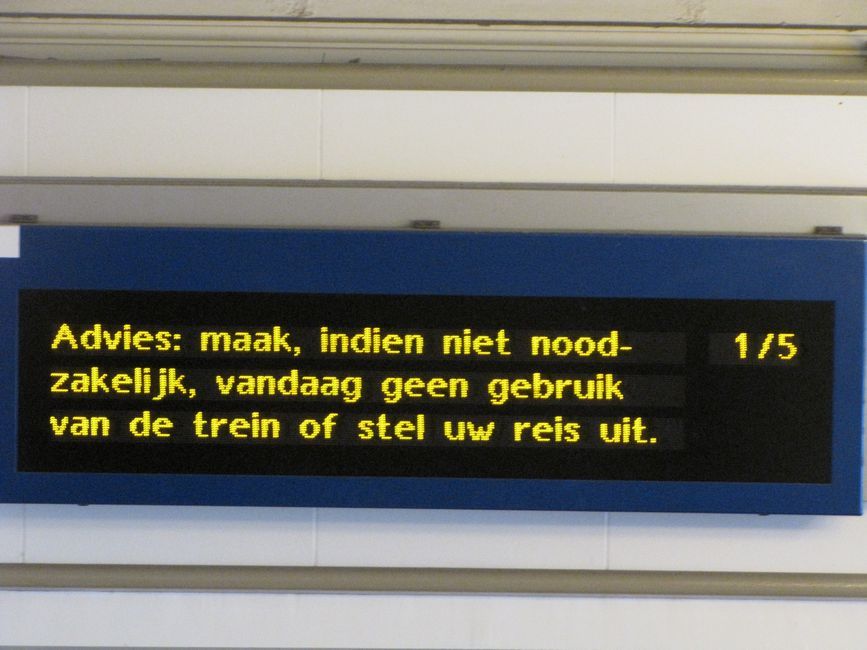 Advies: maak, indien niet nood- 1/5
zakelijk, vandaag geen gebruik
van de trein of stel uw reis uit.